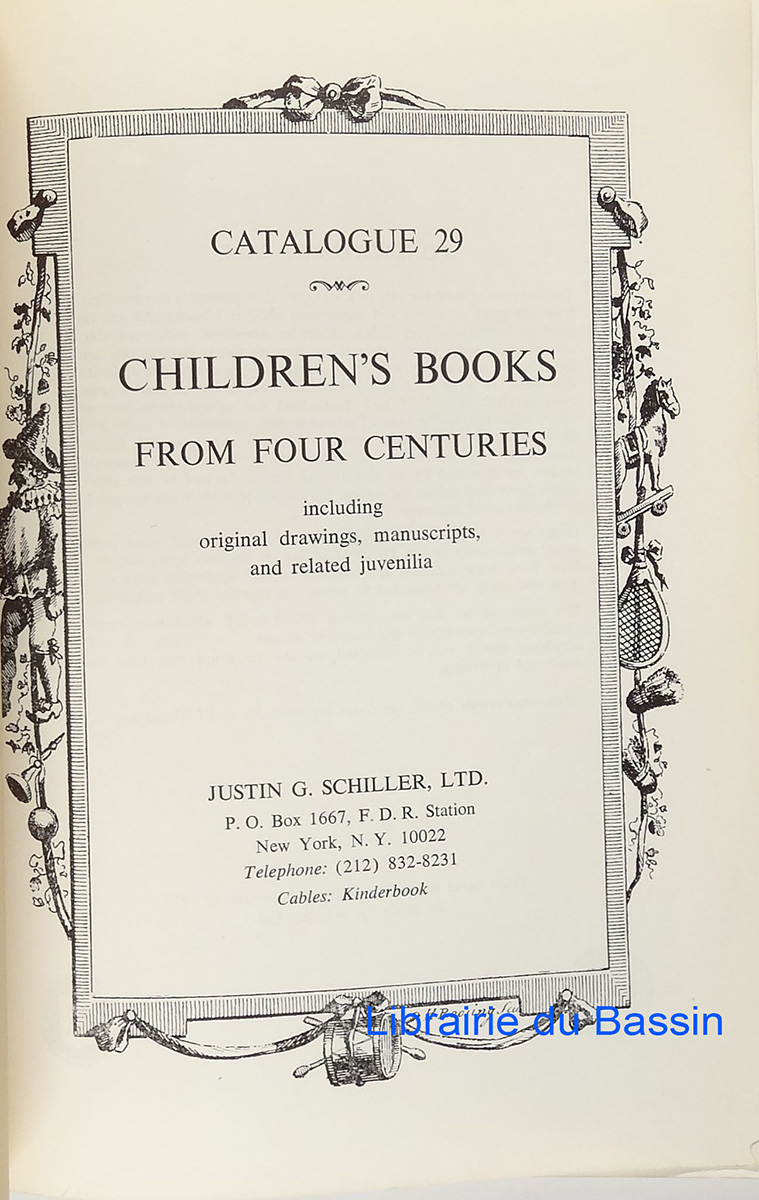 CATALOGUE 29
CHILDREN'S BOOKS
FROM FOUR CENTURIES
including
original drawings, manuscripts,
and related juvenilia
JUSTIN G. SCHILLER, LTD.
P. O. Box 1667, F. D. R. Station
New York, N. Y. 10022
Telephone: (212) 832-8231
Cables: Kinderbook
Librairie du Bassin